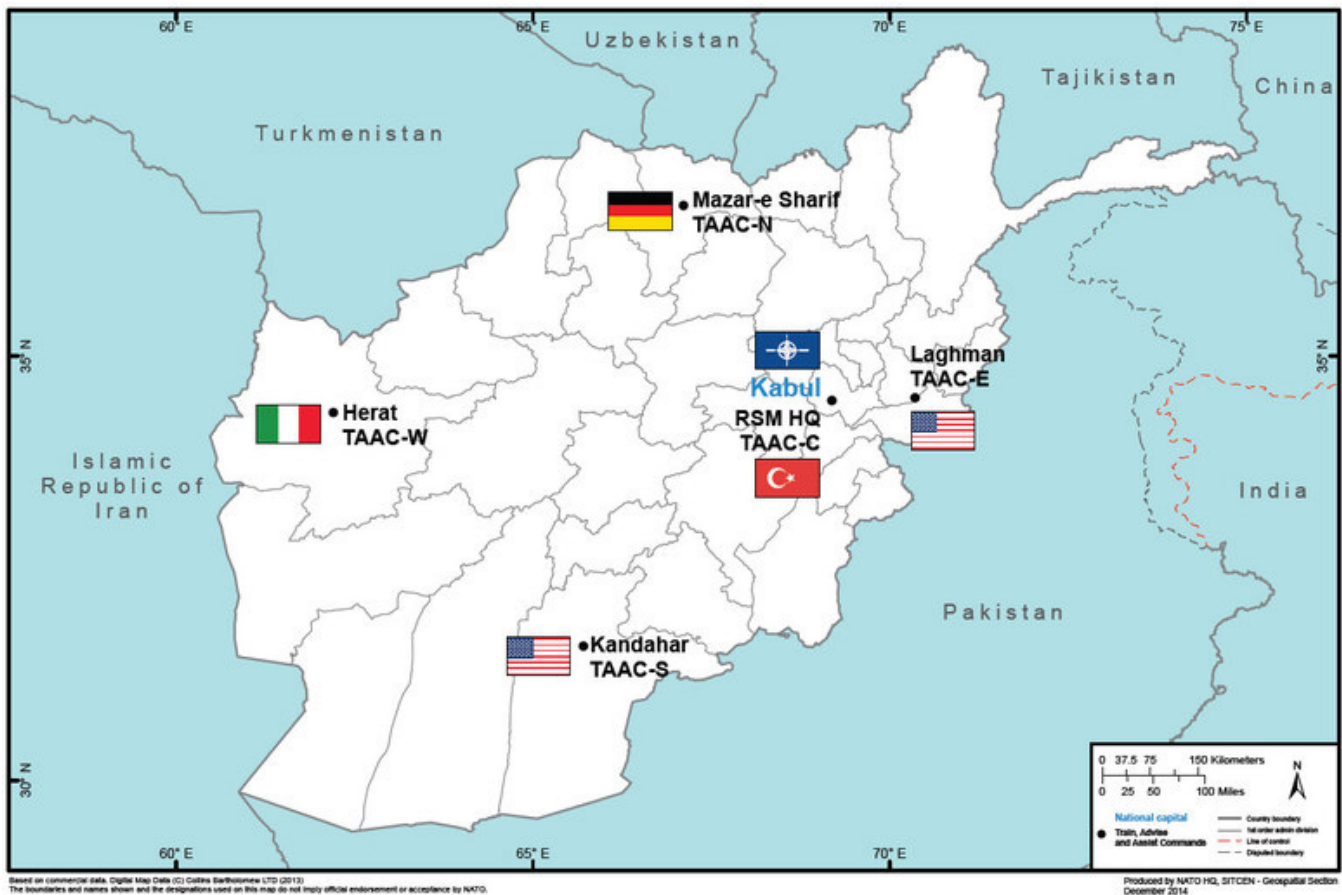 60° E
65° E
70° E
75° E
Uzbekistan
Tajikistan
China
Turkmenistan
Mazar-e Sharif
TAAC-N
35° N
35° N
Laghman
TAAC-E
Kabul
RSM HQ
TAAC-C
Herat
TAAC-W
Islamic
Republic of
Iran
India
Pakistan
Kandahar
TAAC-S
30° N
0 37.5 75 150 Kilometers
0 25 50 100 Miles
N
National capital
Train, Advise
and Assist Commands
Country boundary
1st order admin division
Line of control
Disputed boundary
60° E
65° E
70° E
Based on commercial data. Digital Map Data (C) Collins Bartholomew LTD (2013)
The boundaries and names shown and the designations used on this map do not imply official endorsement or acceptance by NATO.
Produced by NATO HQ, SITCEN - Geospatial Section
December 2014